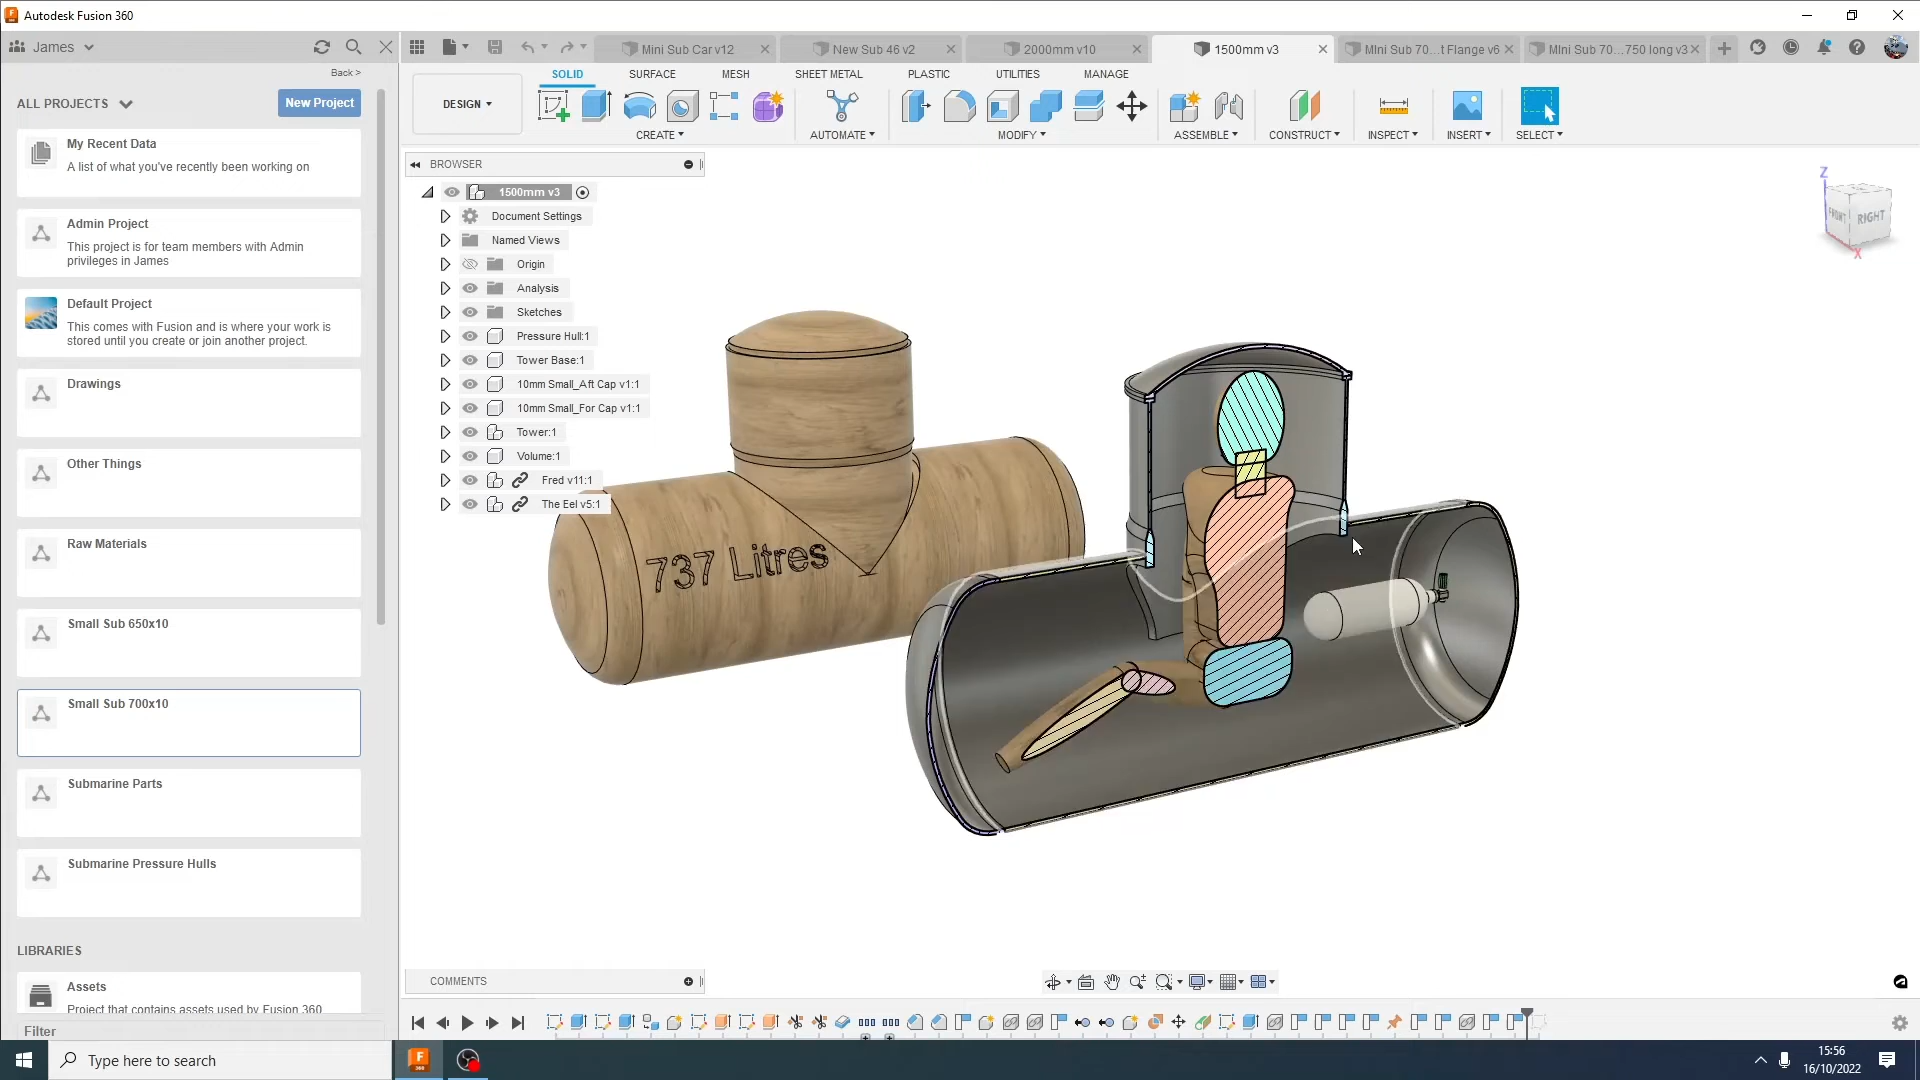 Autodesk Fusion 360
James
Mini Sub Car v12
New Sub 46 v2
2000mm v10
1500mm v3
MIni Sub 70...t Flange v6
MIni Sub 70...750 long v3
Back >
SOLID
SURFACE
MESH
SHEET METAL
PLASTIC
UTILITIES
MANAGE
ALL PROJECTS
New Project
DESIGN
CREATE
AUTOMATE
MODIFY
ASSEMBLE
CONSTRUCT
INSPECT
INSERT
SELECT
My Recent Data
A list of what you've recently been working on
Admin Project
This project is for team members with Admin
privileges in James
Default Project
This comes with Fusion and is where your work is
stored until you create or join another project.
Drawings
Other Things
Raw Materials
Small Sub 650x10
Small Sub 700x10
Submarine Parts
Submarine Pressure Hulls
LIBRARIES
Assets
Project that contains assets used by Fusion 360
Filter
BROWSER
1500mm v3
Document Settings
Named Views
Origin
Analysis
Sketches
Pressure Hull:1
Tower Base:1
10mm Small_Aft Cap v1:1
10mm Small_For Cap v1:1
Tower:1
Volume:1
Fred v11:1
The Eel v5:1
737 Litres
Z
FRONT
RIGHT
X
COMMENTS
Type here to search
F
360
15:56
16/10/2022